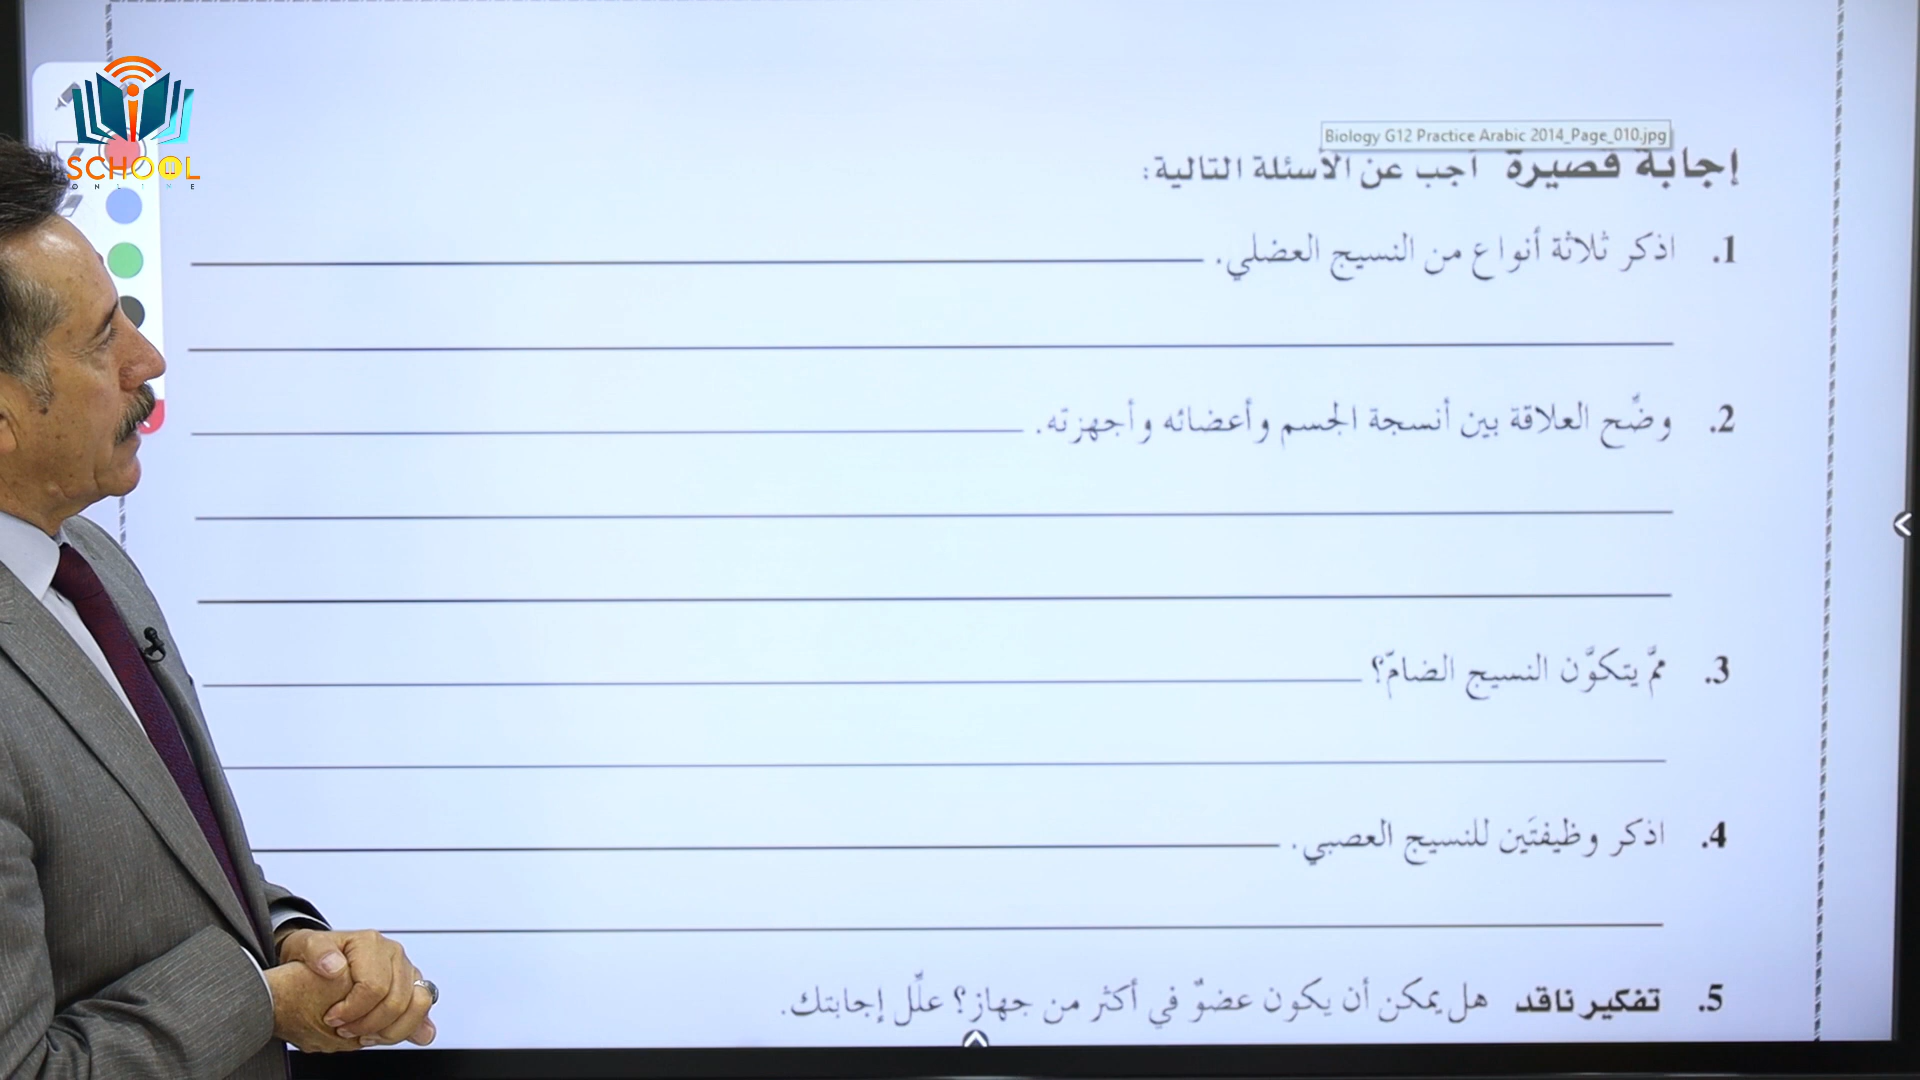 SCHOOL
ONLINE
Biology G12 Practice Arabic 2014_Page_010.jpg
إجابة قصيرة أجب عن الأسئلة التالية:
1. اذكر ثلاثة أنواع من النسيج العضلي.
2. وضِّح العلاقة بين أنسجة الجسم وأعضائه وأجهزته.
3. ممَّ يتكوَّن النسيج الضامّ؟
4. اذكر وظيفتَين للنسيج العصبي.
5. تفكير ناقد هل يمكن أن يكون عضوٌ في أكثر من جهاز؟ علِّل إجابتك.